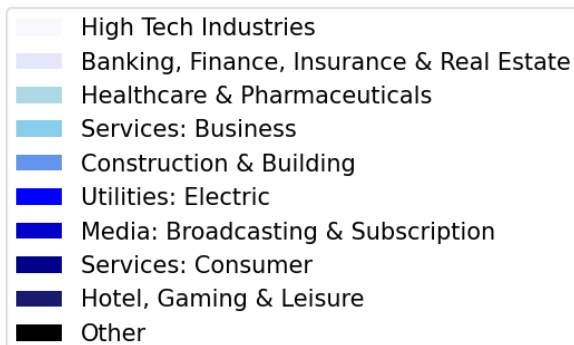 High Tech Industries
Banking, Finance, Insurance & Real Estate
Healthcare & Pharmaceuticals
Services: Business
Construction & Building
Utilities: Electric
Media: Broadcasting & Subscription
Services: Consumer
Hotel, Gaming & Leisure
Other